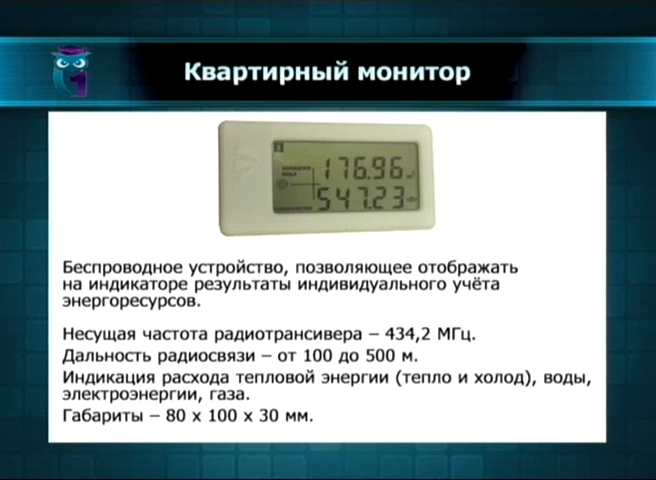 Квартирный монитор
176.96
547.23
Беспроводное устройство, позволяющее отображать
на индикаторе результаты индивидуального учёта
энергоресурсов.
Несущая частота радиотрансивера – 434,2 МГц.
Дальность радиосвязи – от 100 до 500 м.
Индикация расхода тепловой энергии (тепло и холод), воды,
электроэнергии, газа.
Габариты – 80 x 100 x 30 мм.